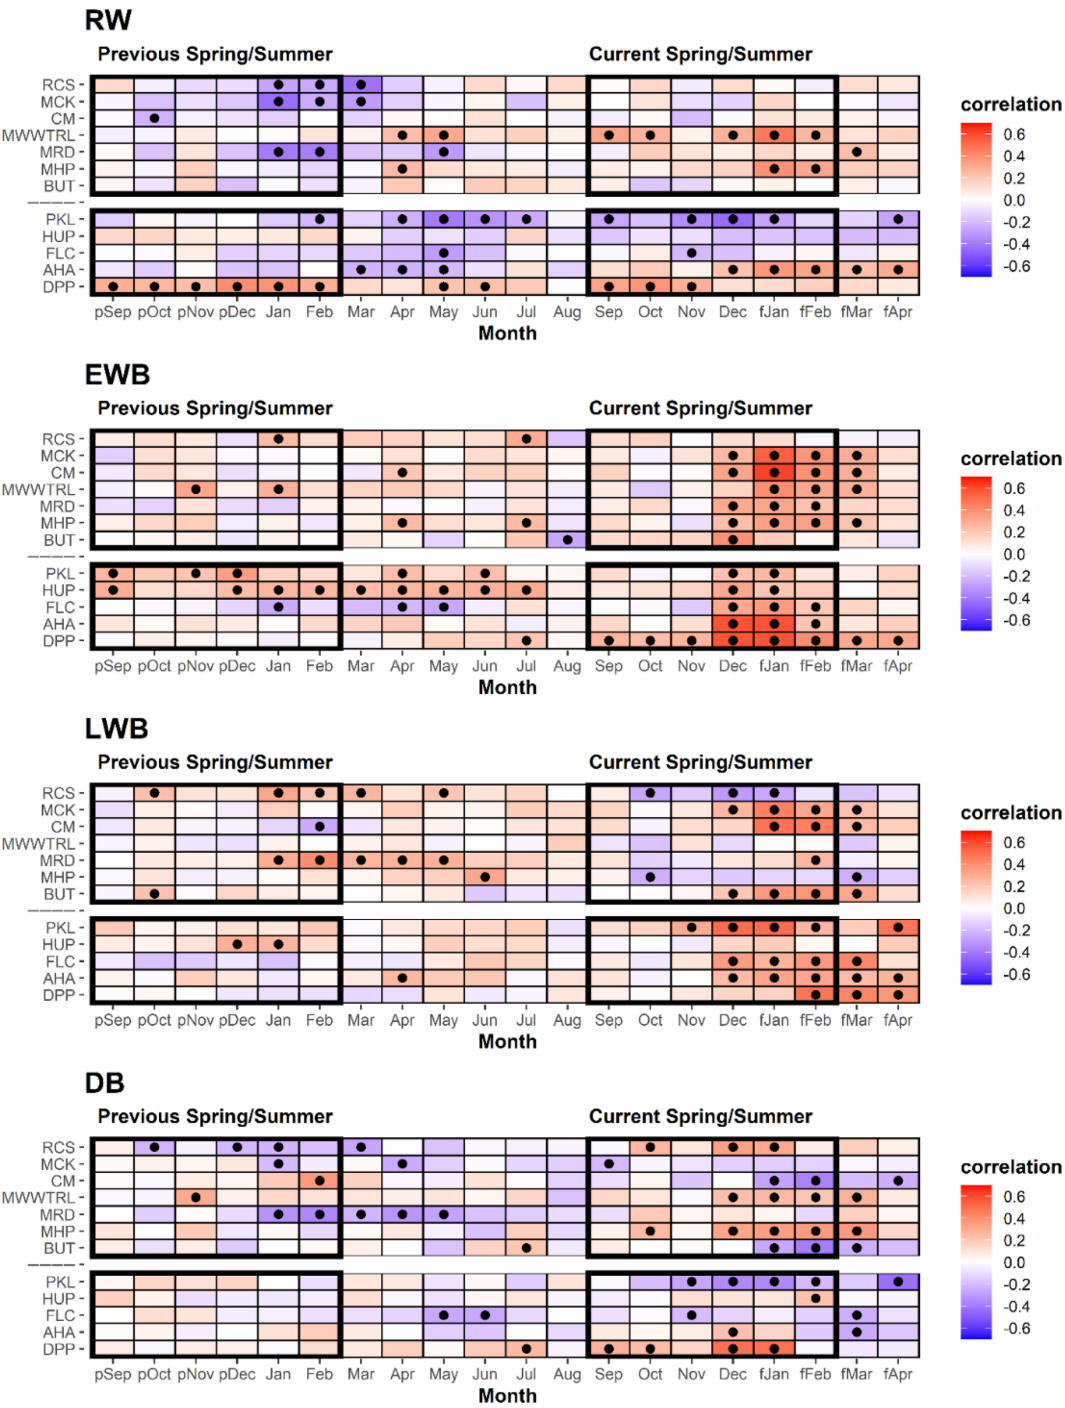 RW
Previous Spring/Summer Current Spring/Summer
RCS
MCK
CM
MWWTRL
MRD
MHP
BUT
PKL
HUP
FLC
AHA
DPP
pSep pOct pNov pDec Jan Feb Mar Apr May Jun Jul Aug Sep Oct Nov Dec fJan fFeb fMar fApr
Month
correlation
0.6
0.4
0.2
0.0
-0.2
-0.4
-0.6
EWB
Previous Spring/Summer Current Spring/Summer
RCS
MCK
CM
MWWTRL
MRD
MHP
BUT
PKL
HUP
FLC
AHA
DPP
pSep pOct pNov pDec Jan Feb Mar Apr May Jun Jul Aug Sep Oct Nov Dec fJan fFeb fMar fApr
Month
correlation
0.6
0.4
0.2
0.0
-0.2
-0.4
-0.6
LWB
Previous Spring/Summer Current Spring/Summer
RCS
MCK
CM
MWWTRL
MRD
MHP
BUT
PKL
HUP
FLC
AHA
DPP
pSep pOct pNov pDec Jan Feb Mar Apr May Jun Jul Aug Sep Oct Nov Dec fJan fFeb fMar fApr
Month
correlation
0.6
0.4
0.2
0.0
-0.2
-0.4
-0.6
DB
Previous Spring/Summer Current Spring/Summer
RCS
MCK
CM
MWWTRL
MRD
MHP
BUT
PKL
HUP
FLC
AHA
DPP
pSep pOct pNov pDec Jan Feb Mar Apr May Jun Jul Aug Sep Oct Nov Dec fJan fFeb fMar fApr
Month
correlation
0.6
0.4
0.2
0.0
-0.2
-0.4
-0.6